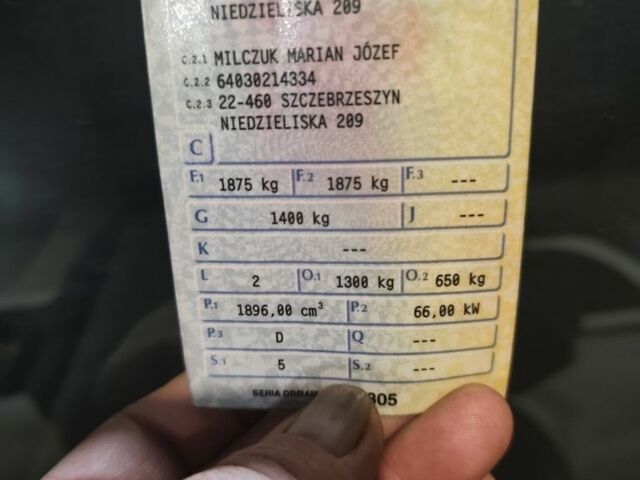 NIEDZIELISKA 209
C.2.1 MILCZUK MARIAN JÓZEF
C.2.2 64030214334
C.2.3 22-460 SZCZEBRZESZYN
NIEDZIELISKA 209
C
F.1 1875 kg F.2 1875 kg F.3 ---
G 1400 kg J ---
K ---
L 2 O.1 1300 kg O.2 650 kg
P.1 1896,00 cm³ P.2 66,00 kW
P.3 D Q ---
S.1 5 S.2 ---
SERIA 805